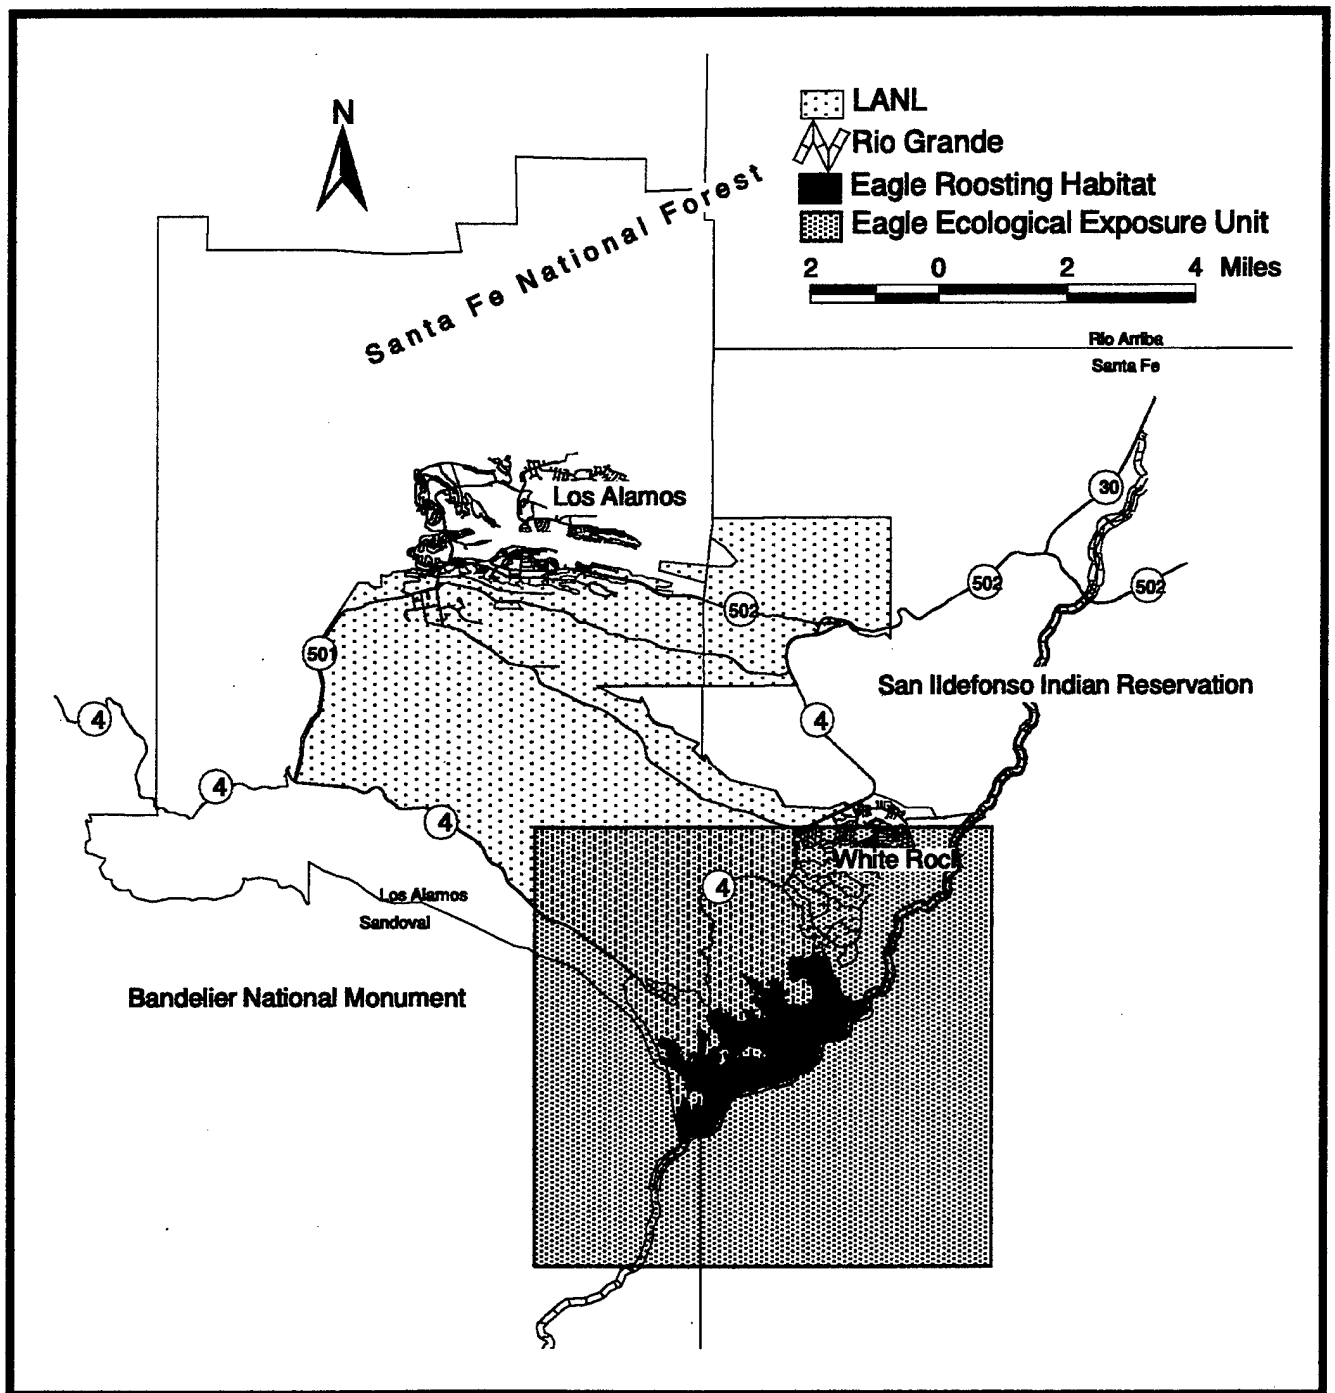 N
LANL
Rio Grande
Eagle Roosting Habitat
Eagle Ecological Exposure Unit
2 0 2 4 Miles
Santa Fe National Forest
Rio Arriba
Santa Fe
Los Alamos
30
502
502
502
501
San Ildefonso Indian Reservation
4
4
4
4
White Rock
4
Los Alamos
Sandoval
Bandelier National Monument